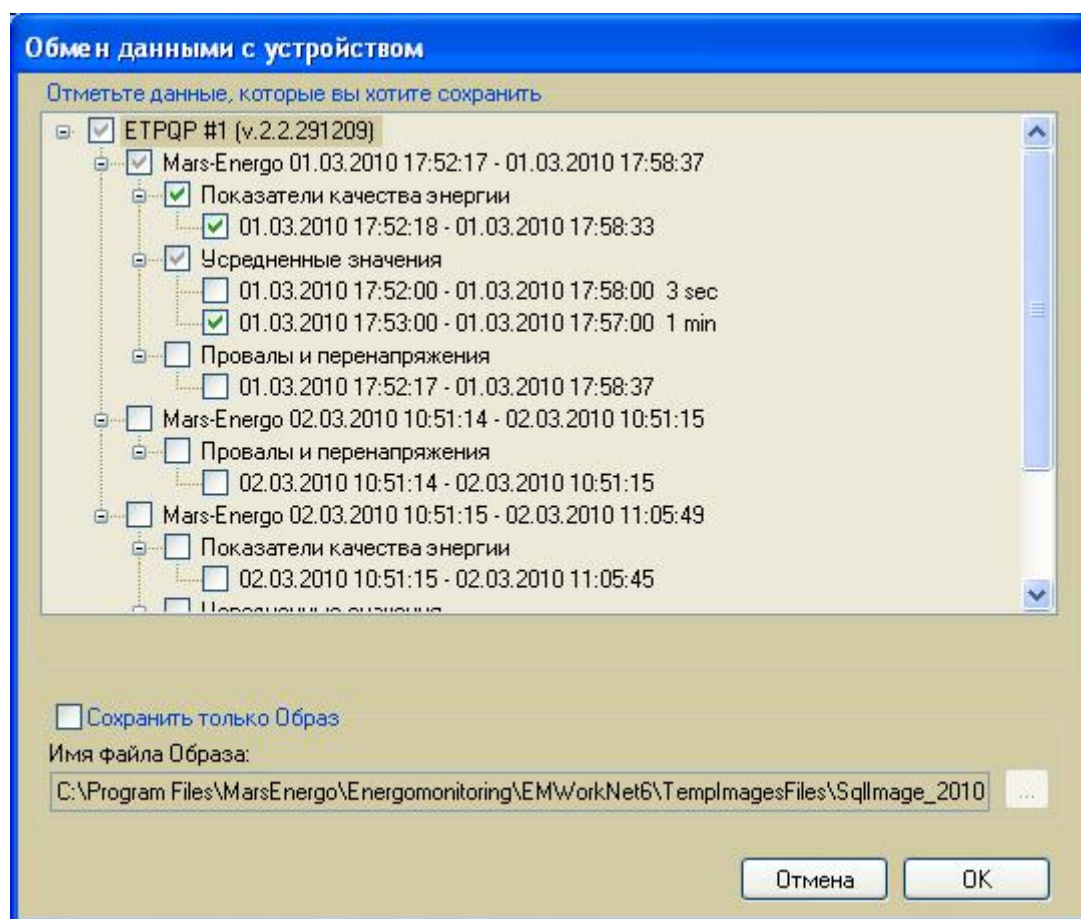 Обмен данными с устройством
Отметьте данные, которые вы хотите сохранить
ETPQP #1 (v.2.2.291209)
Mars-Energo 01.03.2010 17:52:17 - 01.03.2010 17:58:37
Показатели качества энергии
01.03.2010 17:52:18 - 01.03.2010 17:58:33
Усредненные значения
01.03.2010 17:52:00 - 01.03.2010 17:58:00 3 sec
01.03.2010 17:53:00 - 01.03.2010 17:57:00 1 min
Провалы и перенапряжения
01.03.2010 17:52:17 - 01.03.2010 17:58:37
Mars-Energo 02.03.2010 10:51:14 - 02.03.2010 10:51:15
Провалы и перенапряжения
02.03.2010 10:51:14 - 02.03.2010 10:51:15
Mars-Energo 02.03.2010 10:51:15 - 02.03.2010 11:05:49
Показатели качества энергии
02.03.2010 10:51:15 - 02.03.2010 11:05:45
Усредненные значения
Сохранить только Образ
Имя файла Образа:
C:\Program Files\MarsEnergo\Energomonitoring\EMWorkNet6\TempImagesFiles\SqlImage_2010
...
Отмена
OK